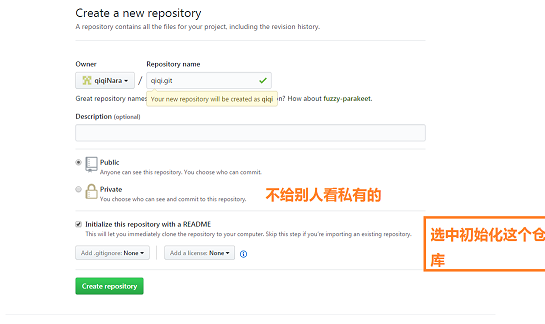 Create a new repository
A repository contains all the files for your project, including the revision history.
Owner
Repository name
qiqiNara
/
qiqi.git
Great repository names
Your new repository will be created as qiqi
n? How about fuzzy-parakeet.
Description (optional)
Public
Anyone can see this repository. You choose who can commit.
Private
You choose who can see and commit to this repository.
不给别人看私有的
Initialize this repository with a README
This will let you immediately clone the repository to your computer. Skip this step if you're importing an existing repository.
选中初始化这个仓
库
Add .gitignore: None
Add a license: None
Create repository